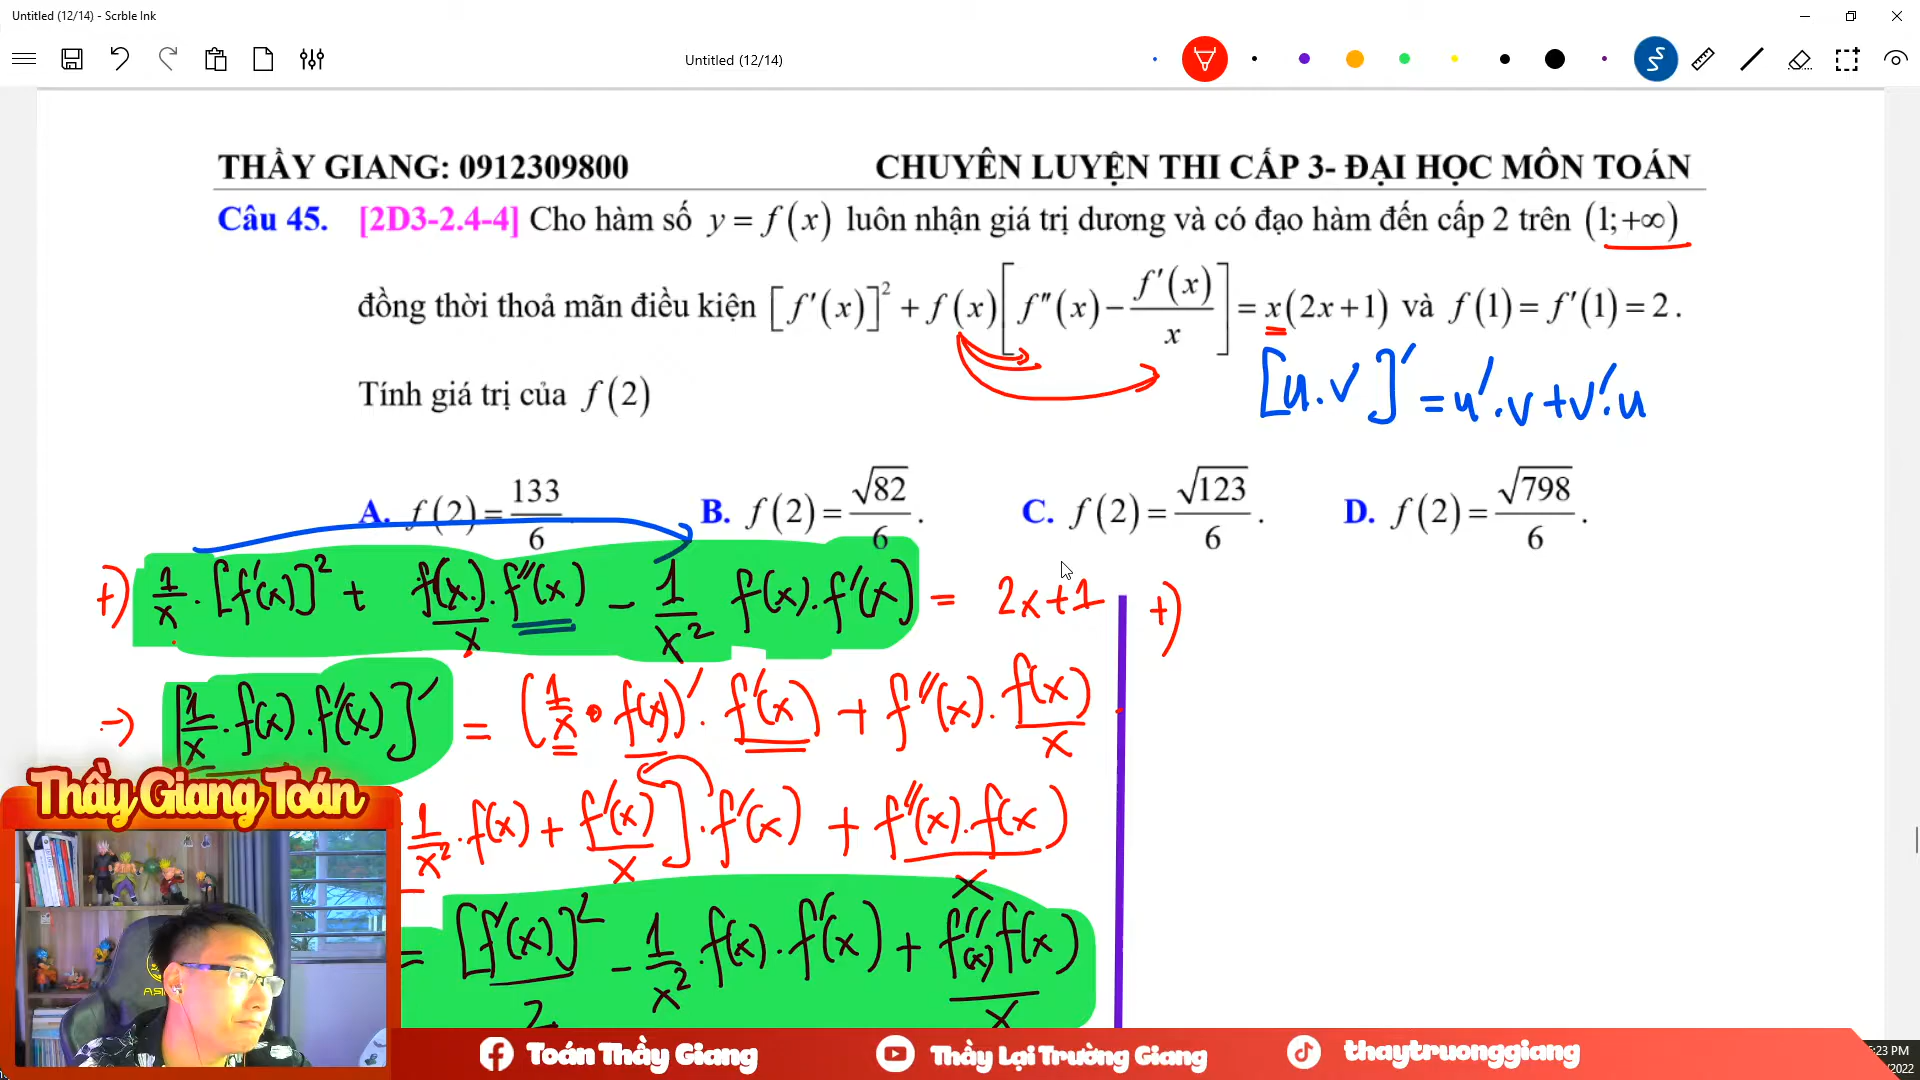 Untitled (12/14) - Scrble Ink
Untitled (12/14)
THẦY GIANG: 0912309800 CHUYÊN LUYỆN THI CẤP 3- ĐẠI HỌC MÔN TOÁN
Câu 45. [2D3-2.4-4] Cho hàm số y = f(x) luôn nhận giá trị dương và có đạo hàm đến cấp 2 trên (1;+∞)
đồng thời thoả mãn điều kiện [f'(x)]² + f(x)[f''(x) − f'(x)/x] = x(2x+1) và f(1) = f'(1) = 2.
[u.v]' = u'.v + v'.u
Tính giá trị của f(2)
A. f(2) = 133/6 B. f(2) = √82/6. C. f(2) = √123/6. D. f(2) = √798/6.
+) 1/x . [f'(x)]² + f(x)/x . f''(x) − 1/x² f(x).f'(x) = 2x+1 +)
=> [1/x . f(x). f'(x)]' = (1/x . f(x))' . f'(x) + f''(x). f(x)/x
1/x² . f(x) + f'(x)/x ] . f'(x) + f''(x). f(x)/x
= [f'(x)]²/2 − 1/x² . f(x) . f'(x) + f''(x) f(x)/x
Thầy Giang Toán
Toán Thầy Giang
Thầy Lại Trường Giang
thaytruonggiang
:23 PM
/2022